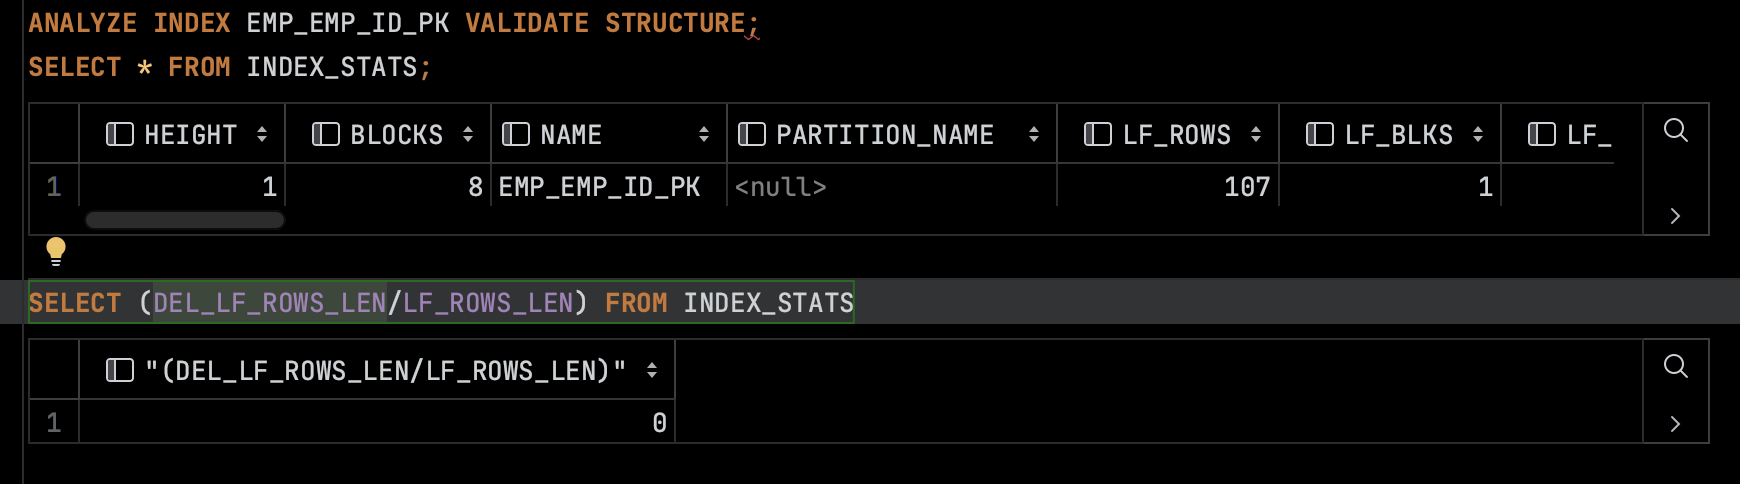 ANALYZE INDEX EMP_EMP_ID_PK VALIDATE STRUCTURE;
SELECT * FROM INDEX_STATS;
HEIGHT BLOCKS NAME PARTITION_NAME LF_ROWS LF_BLKS LF_
1 1 8 EMP_EMP_ID_PK <null> 107 1
SELECT (DEL_LF_ROWS_LEN/LF_ROWS_LEN) FROM INDEX_STATS
"(DEL_LF_ROWS_LEN/LF_ROWS_LEN)"
1 0